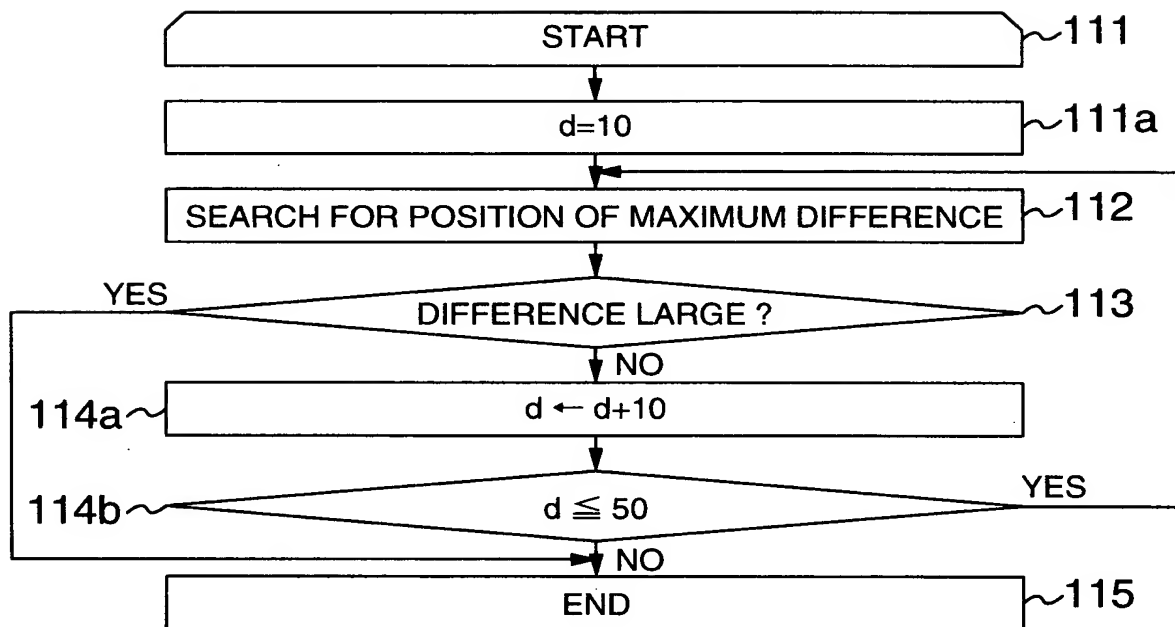 START
111
d=10
111a
SEARCH FOR POSITION OF MAXIMUM DIFFERENCE
112
YES
DIFFERENCE LARGE ?
113
NO
114a
d ← d+10
114b
d ≦ 50
YES
NO
END
115